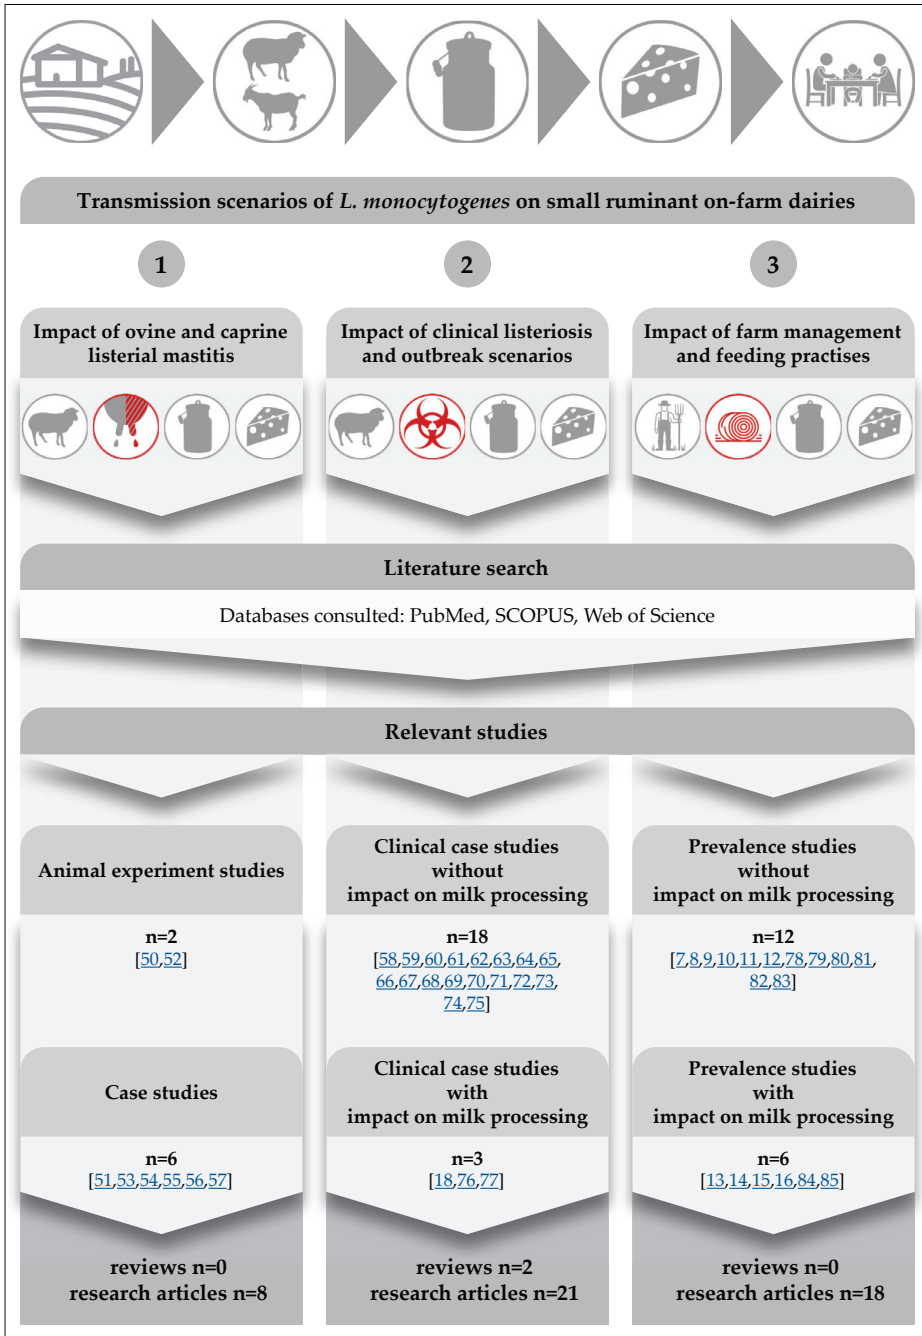 Transmission scenarios of L. monocytogenes on small ruminant on-farm dairies
1
2
3
Impact of ovine and caprine
listerial mastitis
Impact of clinical listeriosis
and outbreak scenarios
Impact of farm management
and feeding practises
Literature search
Databases consulted: PubMed, SCOPUS, Web of Science
Relevant studies
Animal experiment studies
n=2
[50,52]
Clinical case studies
without
impact on milk processing
n=18
[58,59,60,61,62,63,64,65,
66,67,68,69,70,71,72,73,
74,75]
Prevalence studies
without
impact on milk processing
n=12
[7,8,9,10,11,12,78,79,80,81,
82,83]
Case studies
n=6
[51,53,54,55,56,57]
Clinical case studies
with
impact on milk processing
n=3
[18,76,77]
Prevalence studies
with
impact on milk processing
n=6
[13,14,15,16,84,85]
reviews n=0
research articles n=8
reviews n=2
research articles n=21
reviews n=0
research articles n=18